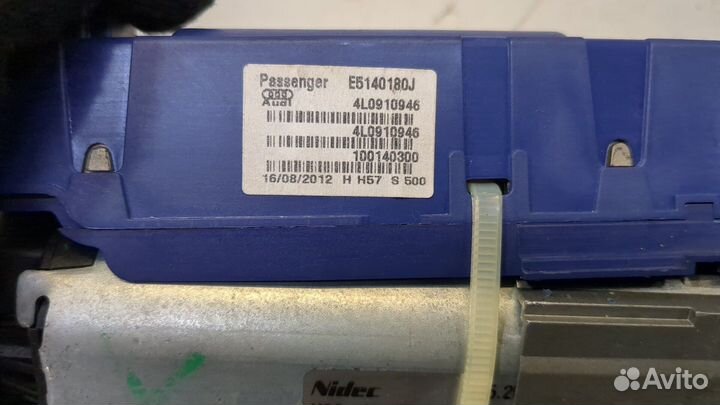 Passenger E5140180J
Audi 4L0910946
4L0910946
100140300
16/08/2012 H H57 S 500
Nidec
Avito